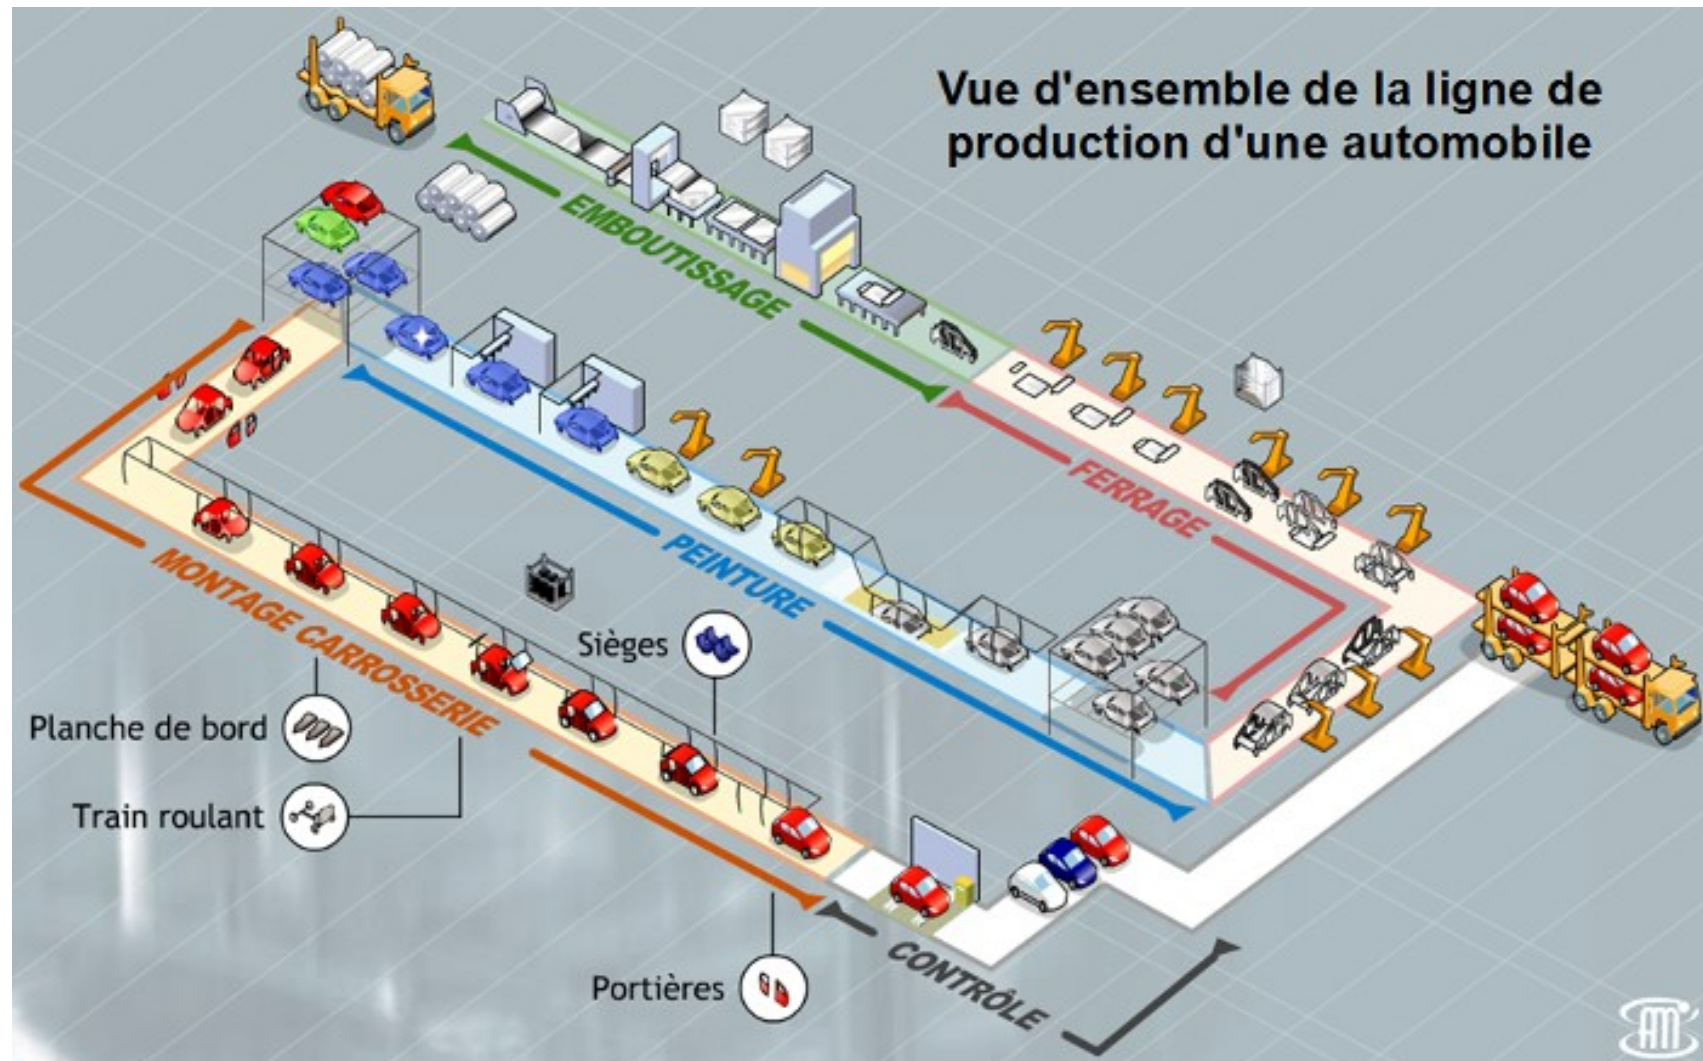 Vue d'ensemble de la ligne de
production d'une automobile
EMBOUTISSAGE
FERRAGE
PEINTURE
MONTAGE CARROSSERIE
Sièges
Planche de bord
Train roulant
Portières
CONTRÔLE